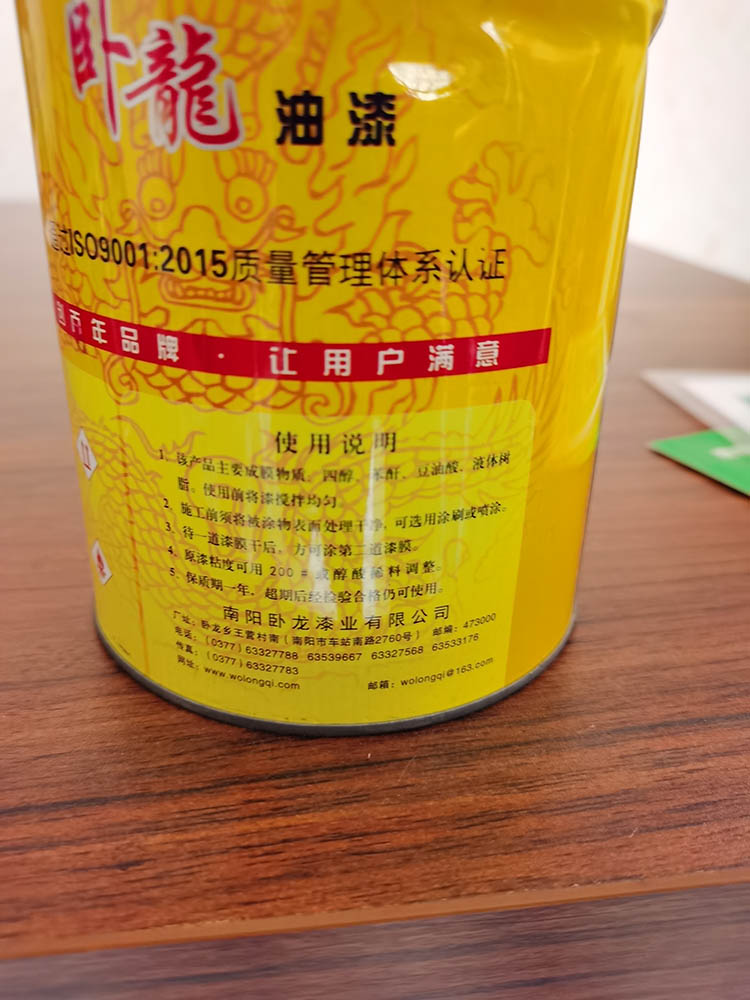 卧龍 油漆
通过ISO9001:2015质量管理体系认证
创百年品牌·让用户满意
使用说明
1、该产品主要成膜物质：四醇、苯酐、豆油酸、液体树
脂。使用前将漆搅拌均匀
2、施工前须将被涂物表面处理干净，可选用涂刷或喷涂。
3、待一道漆膜干后，方可涂第二道漆膜。
4、原漆粘度可用 200 # 或醇酸稀料调整。
5、保质期一年，超期后经检验合格仍可使用。
南阳卧龙漆业有限公司
厂址：卧龙乡王营村南（南阳市车站南路2760号） 邮编：473000
电话：（0377）63327788 63539667 63327568 63533176
传真：（0377）63327783
网址：www.wolongqi.com 邮箱：wolongqi@163.com